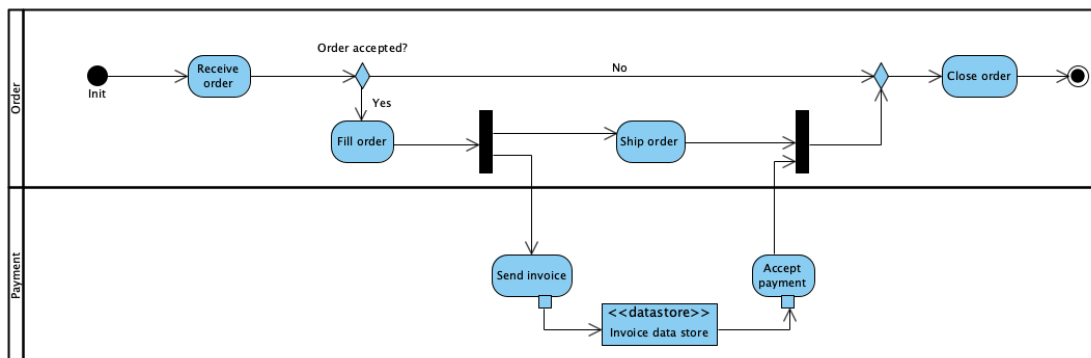 Order
Order accepted?
Receive
order
Init
No
Close order
Yes
Fill order
Ship order
Payment
Send invoice
Accept
payment
<<datastore>>
Invoice data store